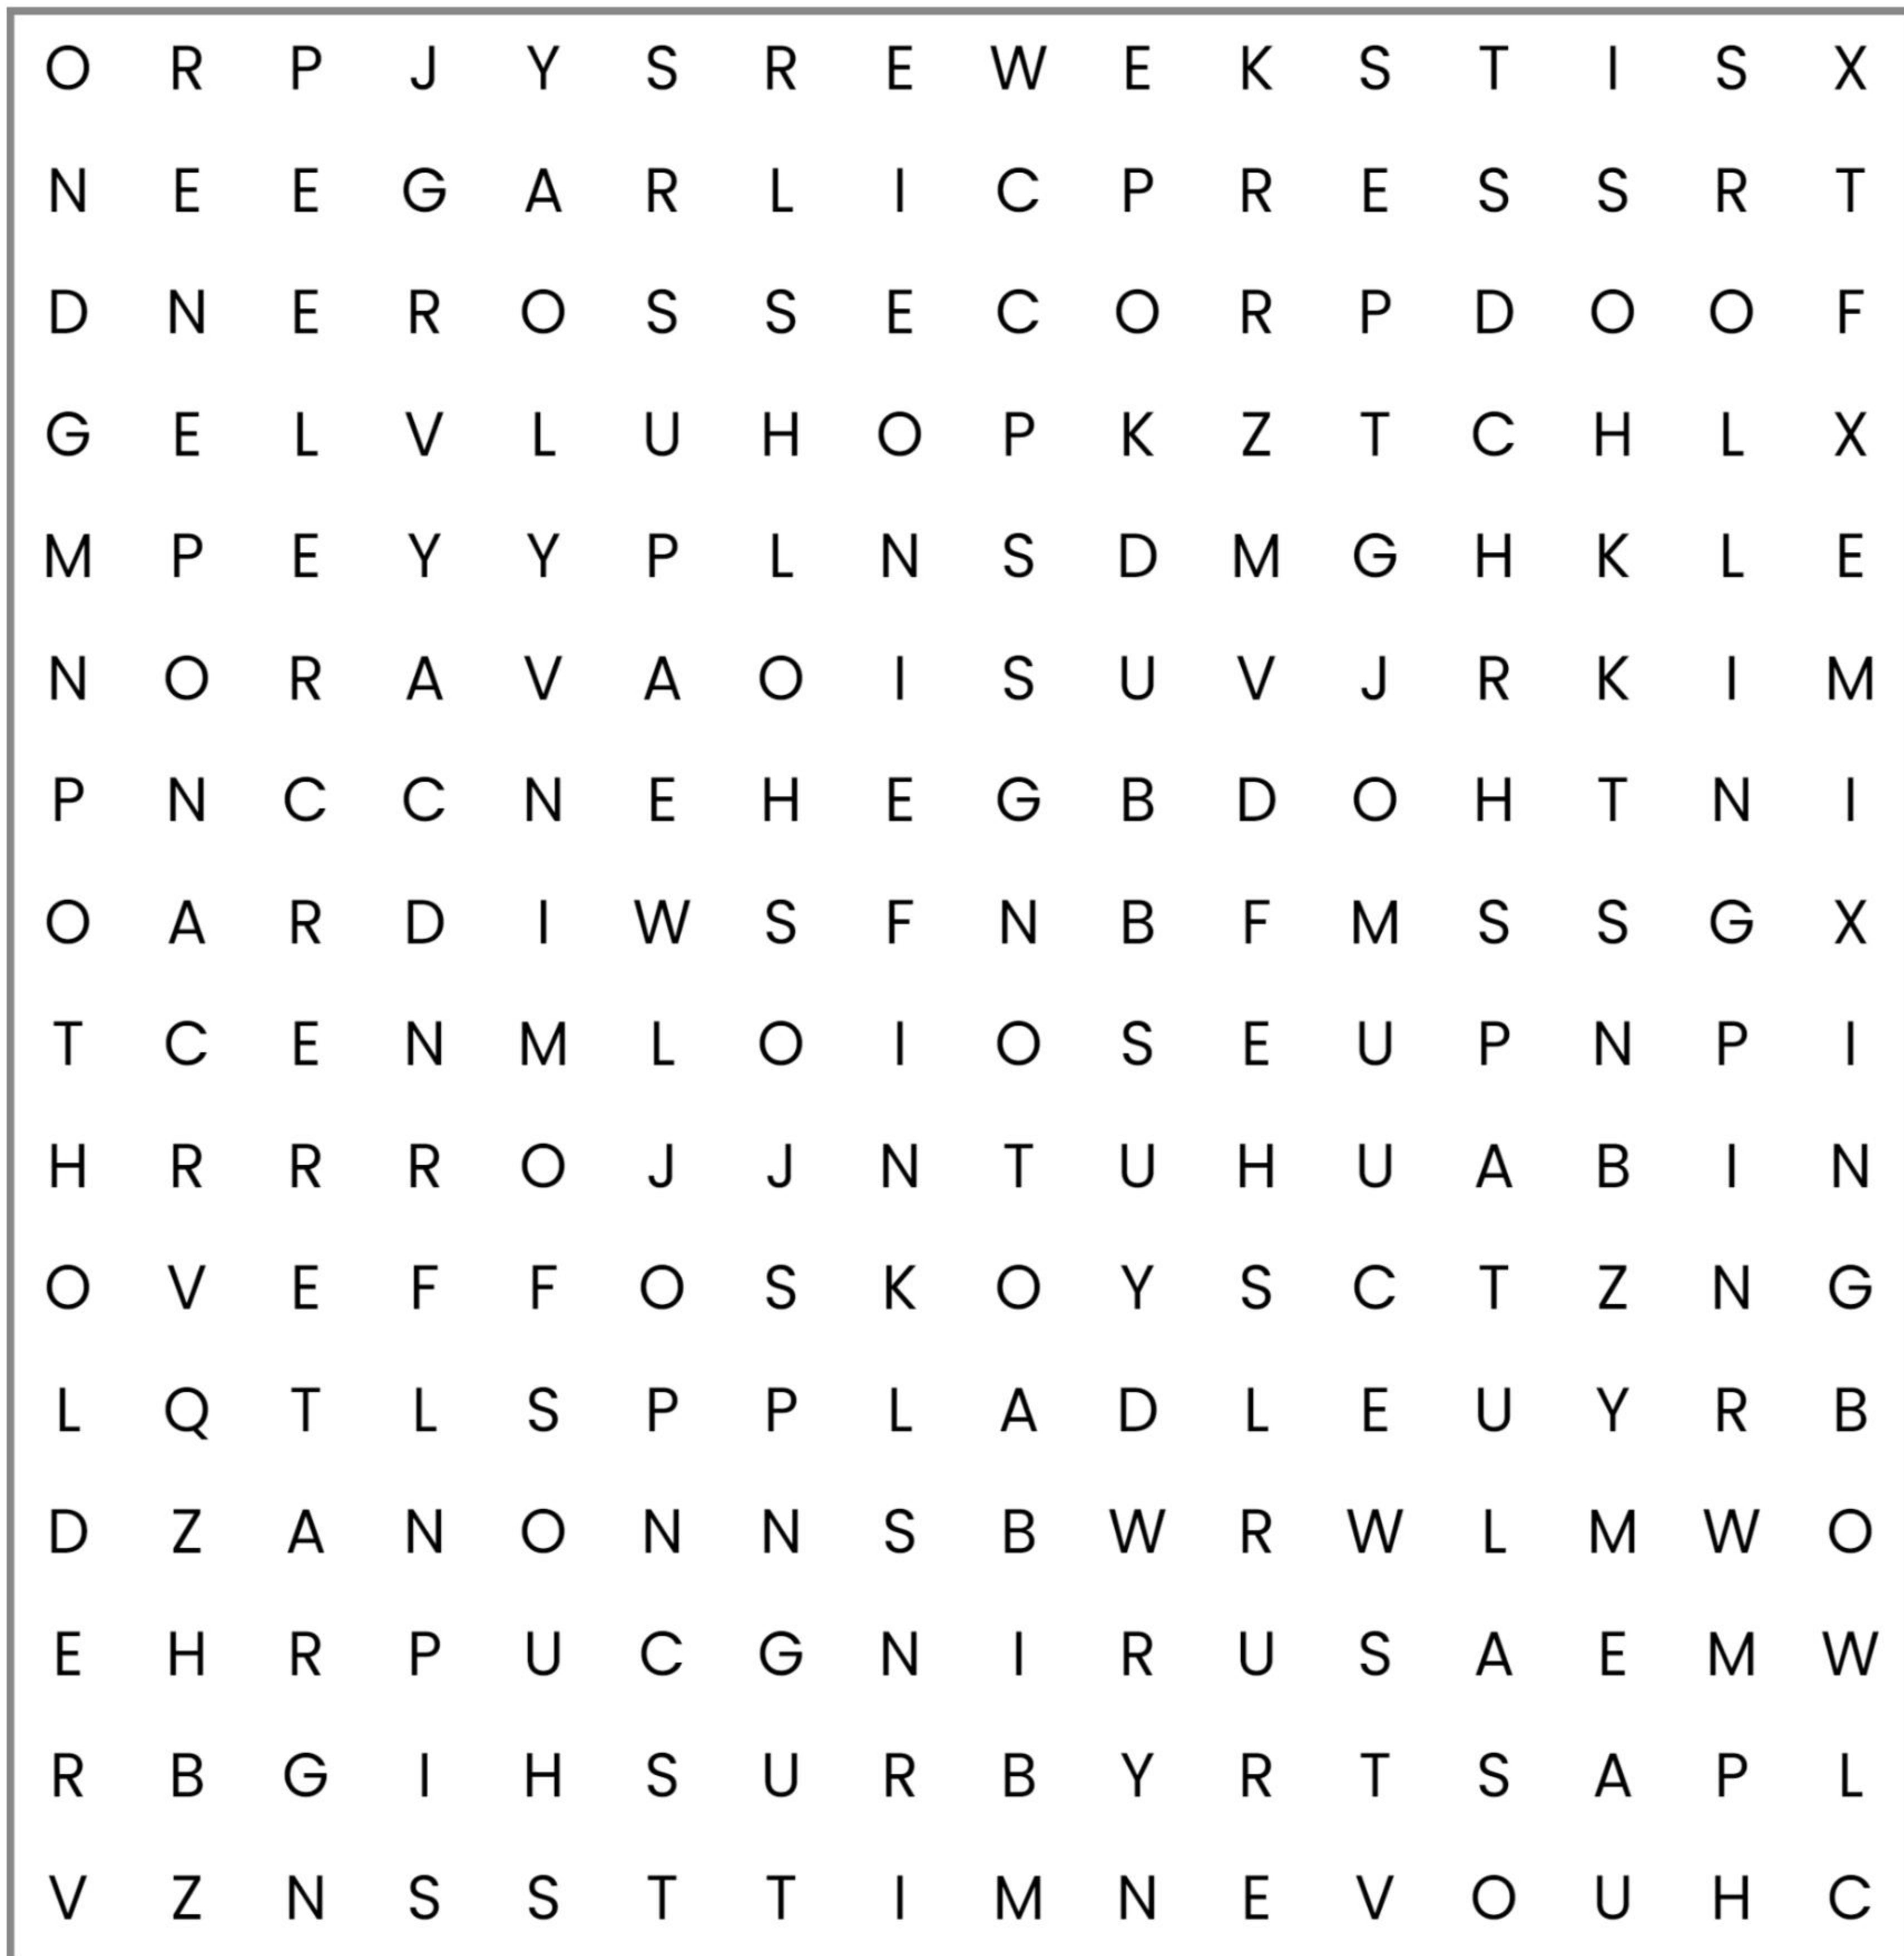 O R P J Y S R E W E K S T I S X
N E E G A R L I C P R E S S R T
D N E R O S S E C O R P D O O F
G E L V L U H O P K Z T C H L X
M P E Y Y P L N S D M G H K L E
N O R A V A O I S U V J R K I M
P N C C N E H E G B D O H T N I
O A R D I W S F N B F M S S G X
T C E N M L O I O S E U P N P I
H R R R O J J N T U H U A B I N
O V E F F O S K O Y S C T Z N G
L Q T L S P P L A D L E U Y R B
D Z A N O N N S B W R W L M W O
E H R P U C G N I R U S A E M W
R B G I H S U R B Y R T S A P L
V Z N S S T T I M N E V O U H C